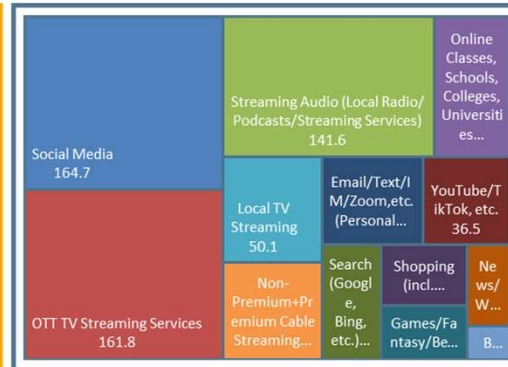 Social Media
164.7
OTT TV Streaming Services
161.8
Streaming Audio (Local Radio/
Podcasts/Streaming Services)
141.6
Online
Classes,
Schools,
Colleges,
Universiti
es...
Local TV
Streaming
50.1
Non-
Premium+Pr
emium Cable
Streaming...
Email/Text/I
M/Zoom,etc.
(Personal...
YouTube/T
ikTok, etc.
36.5
Search
(Googl
e,
Bing,
etc.)...
Shopping
(incl....
Games/Fa
ntasy/Be...
Ne
ws/
W...
B...